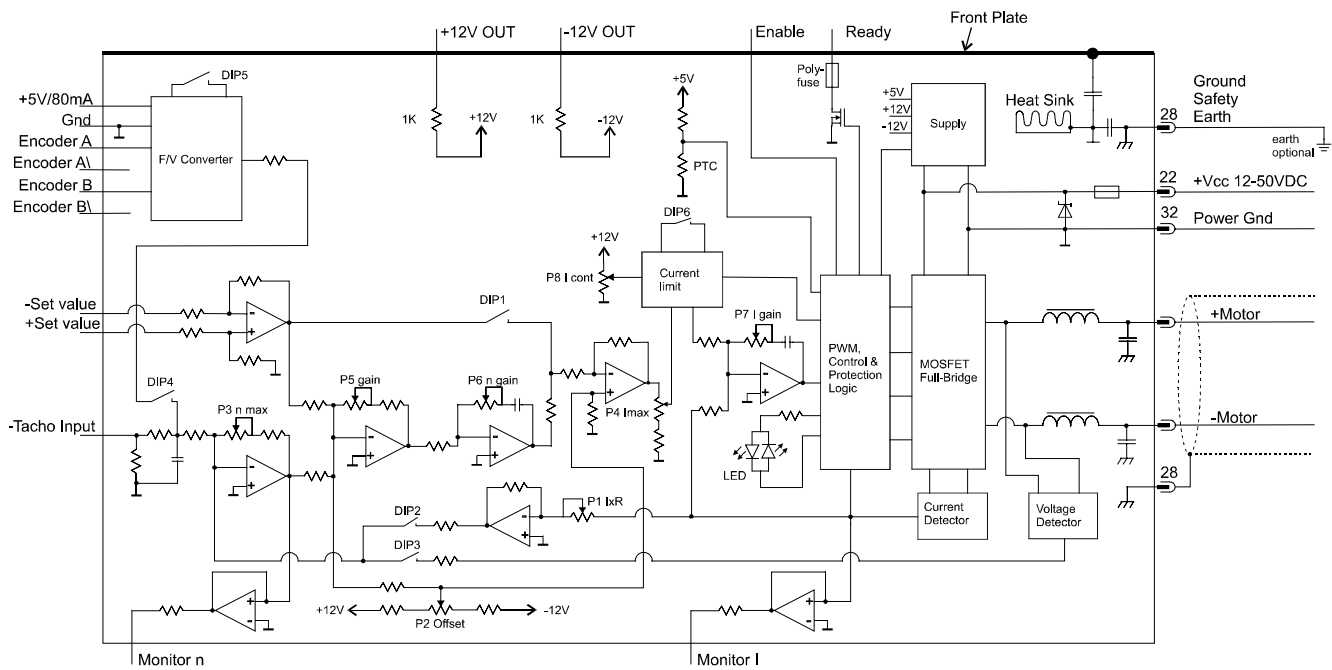 Front Plate
+12V OUT
-12V OUT
Enable
Ready
DIP5
Poly-
fuse
+5V/80mA
Gnd
Encoder A
Encoder A\
Encoder B
Encoder B\
F/V Converter
1K
+12V
1K
-12V
+5V
PTC
+5V
+12V
-12V
Supply
Heat Sink
28
Ground
Safety
Earth
earth
optional
22
+Vcc 12-50VDC
32
Power Gnd
DIP6
+12V
P8 I cont
Current
limit
-Set value
+Set value
DIP1
P7 I gain
PWM,
Control &
Protection
Logic
MOSFET
Full-Bridge
+Motor
DIP4
P3 n max
P5 gain
P6 n gain
P4 Imax
-Tacho Input
-Motor
LED
28
P1 IxR
DIP2
DIP3
Current
Detector
Voltage
Detector
+12V
-12V
P2 Offset
Monitor n
Monitor I